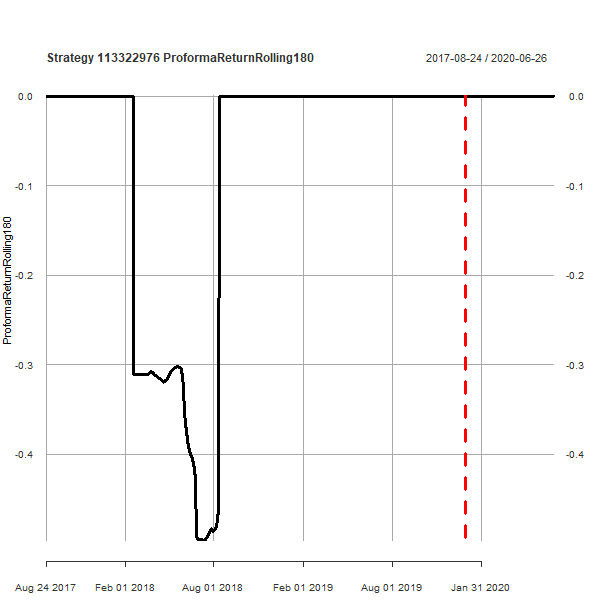 Strategy 113322976 ProformaReturnRolling180
2017-08-24 / 2020-06-26
0.0 0.0
-0.1 -0.1
-0.2 -0.2
-0.3 -0.3
-0.4 -0.4
ProformaReturnRolling180
Aug 24 2017 Feb 01 2018 Aug 01 2018 Feb 01 2019 Aug 01 2019 Jan 31 2020